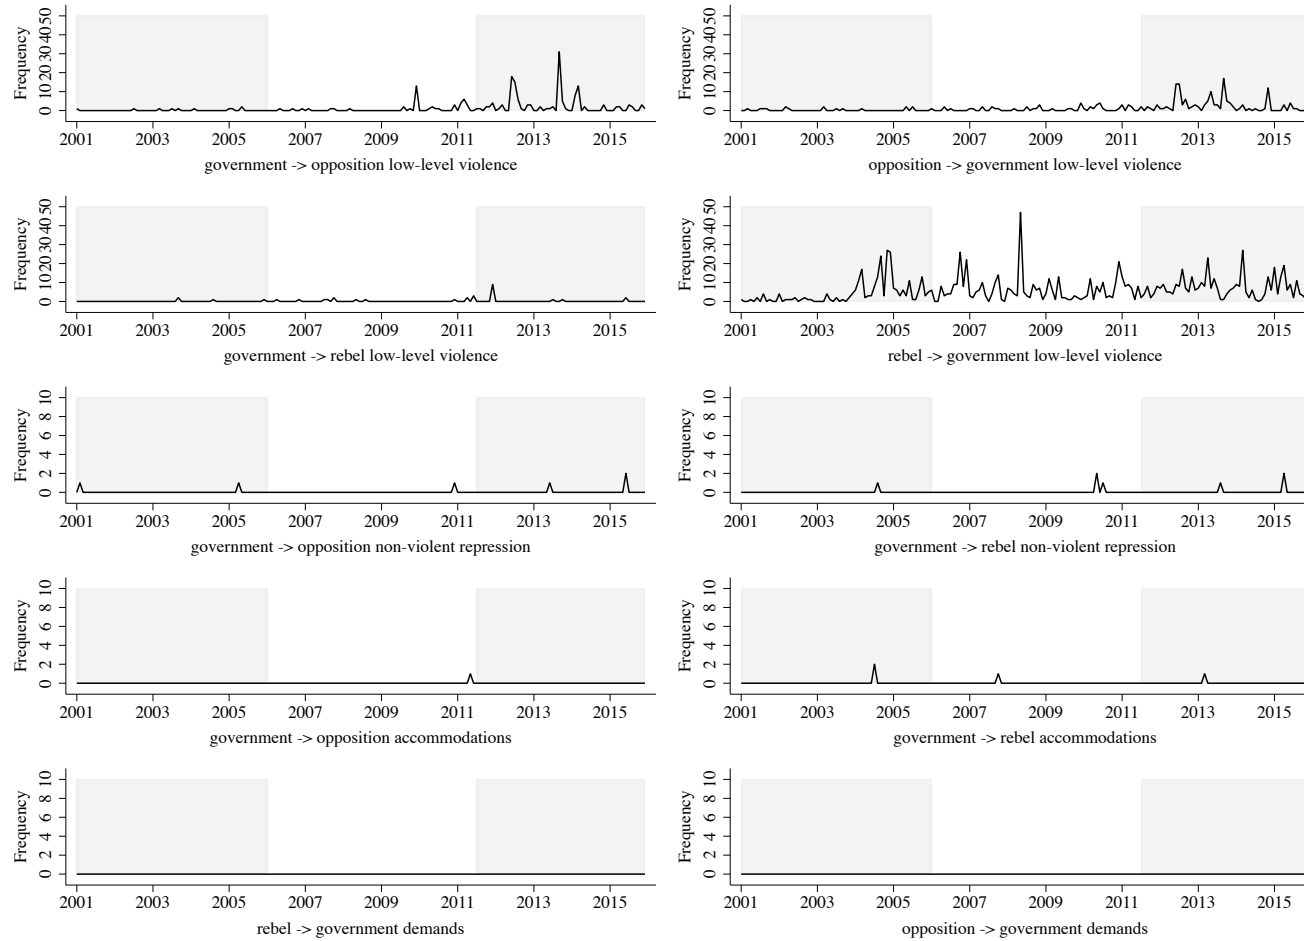 Frequency
0 10 20 30 40 50
2001 2003 2005 2007 2009 2011 2013 2015
government -> opposition low-level violence
Frequency
0 10 20 30 40 50
2001 2003 2005 2007 2009 2011 2013 2015
opposition -> government low-level violence
Frequency
0 10 20 30 40 50
2001 2003 2005 2007 2009 2011 2013 2015
government -> rebel low-level violence
Frequency
0 10 20 30 40 50
2001 2003 2005 2007 2009 2011 2013 2015
rebel -> government low-level violence
Frequency
0 2 4 6 8 10
2001 2003 2005 2007 2009 2011 2013 2015
government -> opposition non-violent repression
Frequency
0 2 4 6 8 10
2001 2003 2005 2007 2009 2011 2013 2015
government -> rebel non-violent repression
Frequency
0 2 4 6 8 10
2001 2003 2005 2007 2009 2011 2013 2015
government -> opposition accommodations
Frequency
0 2 4 6 8 10
2001 2003 2005 2007 2009 2011 2013 2015
government -> rebel accommodations
Frequency
0 2 4 6 8 10
2001 2003 2005 2007 2009 2011 2013 2015
rebel -> government demands
Frequency
0 2 4 6 8 10
2001 2003 2005 2007 2009 2011 2013 2015
opposition -> government demands